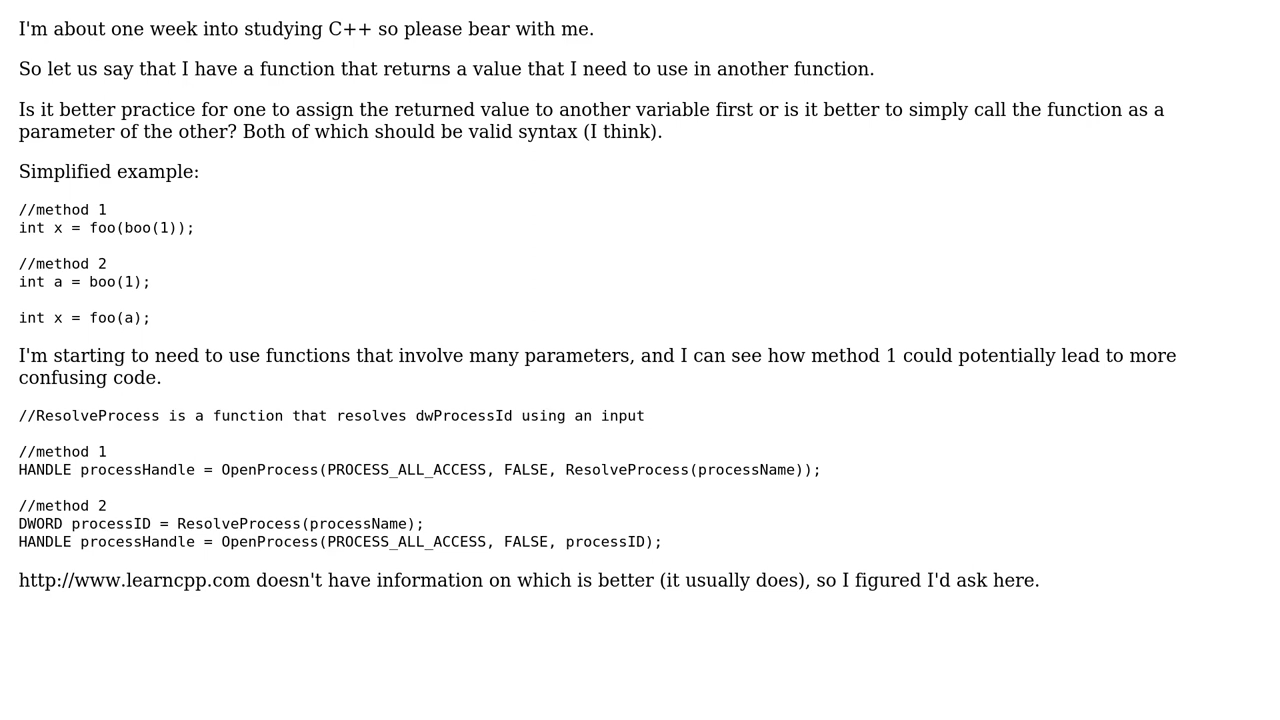 I'm about one week into studying C++ so please bear with me.
So let us say that I have a function that returns a value that I need to use in another function.
Is it better practice for one to assign the returned value to another variable first or is it better to simply call the function as a
parameter of the other? Both of which should be valid syntax (I think).
Simplified example:
//method 1
int x = foo(boo(1));
//method 2
int a = boo(1);
int x = foo(a);
I'm starting to need to use functions that involve many parameters, and I can see how method 1 could potentially lead to more
confusing code.
//ResolveProcess is a function that resolves dwProcessId using an input
//method 1
HANDLE processHandle = OpenProcess(PROCESS_ALL_ACCESS, FALSE, ResolveProcess(processName));
//method 2
DWORD processID = ResolveProcess(processName);
HANDLE processHandle = OpenProcess(PROCESS_ALL_ACCESS, FALSE, processID);
http://www.learncpp.com doesn't have information on which is better (it usually does), so I figured I'd ask here.